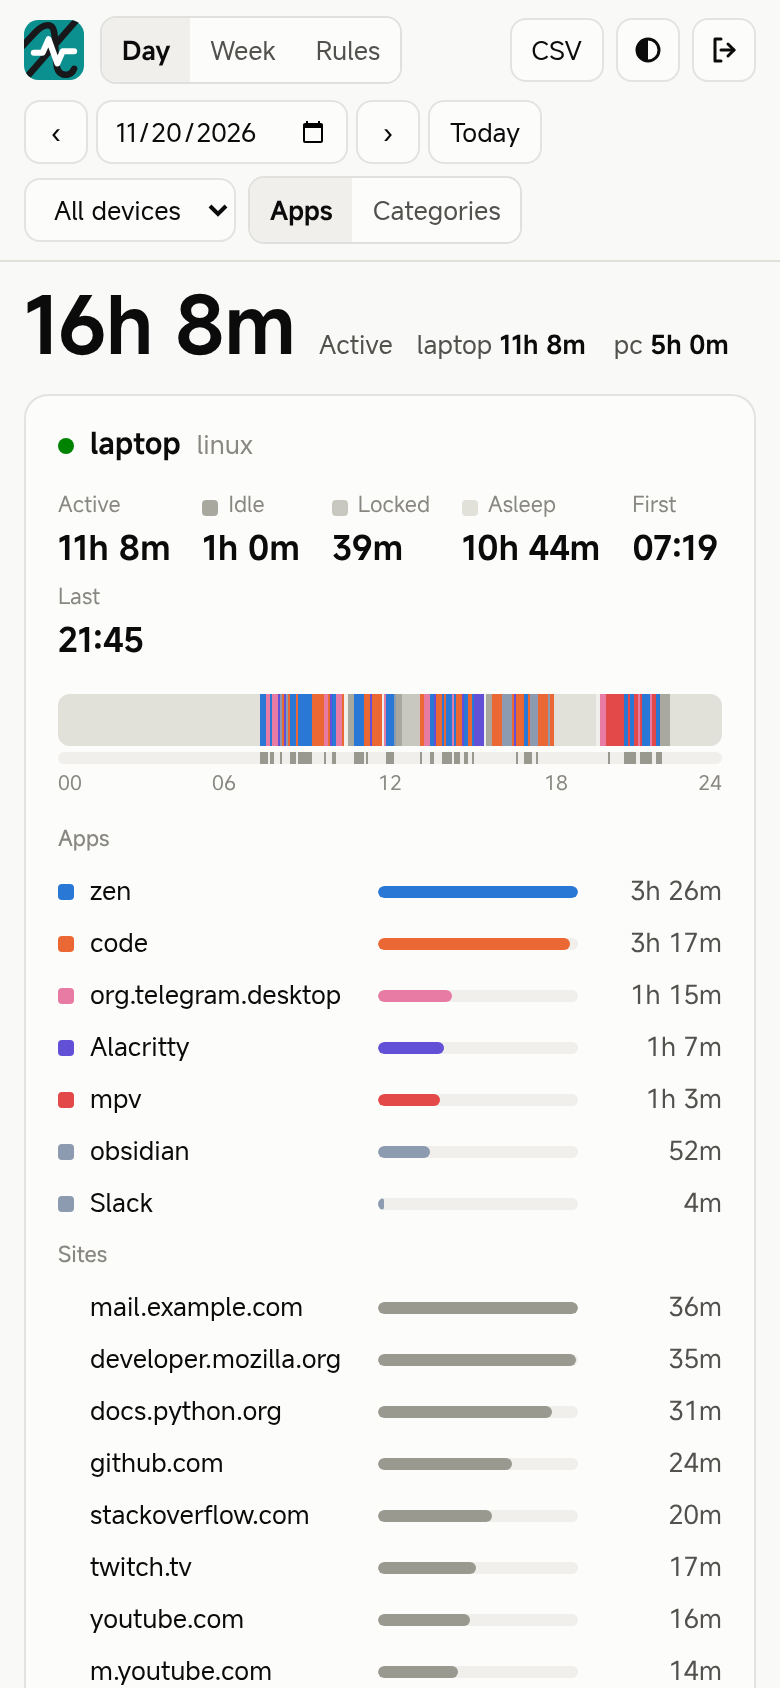 Day Week Rules CSV
‹ 11/20/2026 › Today
All devices Apps Categories
16h 8m Active laptop 11h 8m pc 5h 0m
laptop linux
Active Idle Locked Asleep First
11h 8m 1h 0m 39m 10h 44m 07:19
Last
21:45
00 06 12 18 24
Apps
zen 3h 26m
code 3h 17m
org.telegram.desktop 1h 15m
Alacritty 1h 7m
mpv 1h 3m
obsidian 52m
Slack 4m
Sites
mail.example.com 36m
developer.mozilla.org 35m
docs.python.org 31m
github.com 24m
stackoverflow.com 20m
twitch.tv 17m
youtube.com 16m
m.youtube.com 14m